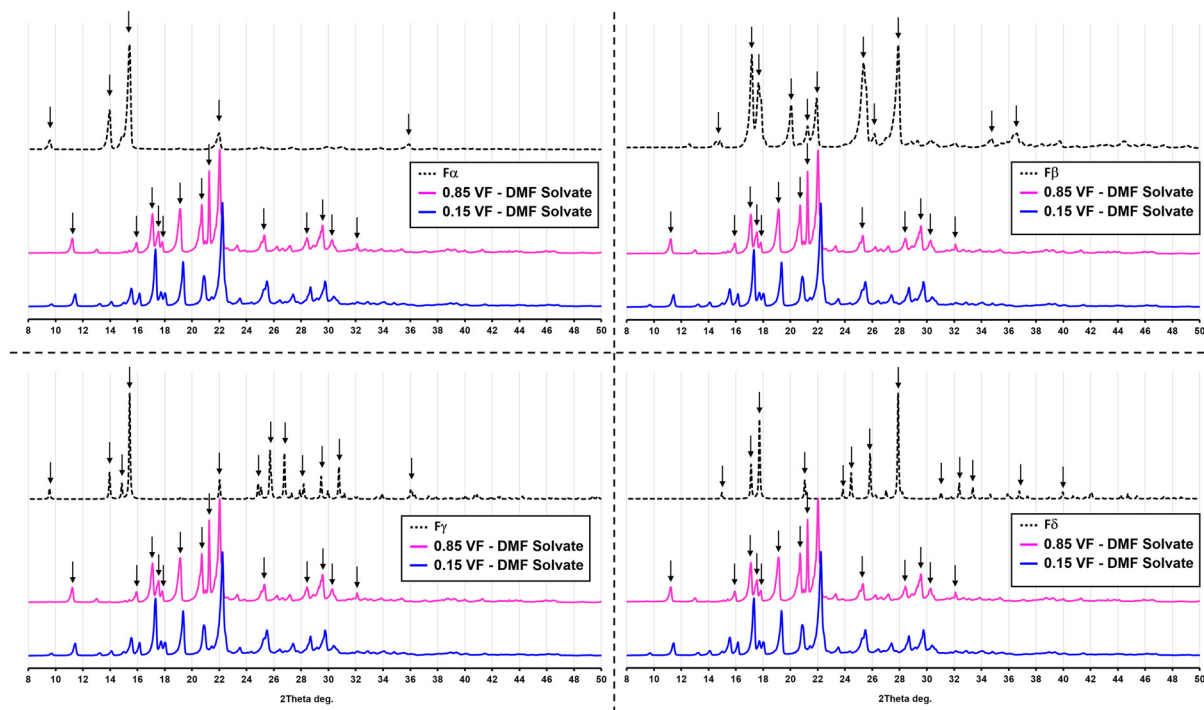 Fα
0.85 VF - DMF Solvate
0.15 VF - DMF Solvate
8 10 12 14 16 18 20 22 24 26 28 30 32 34 36 38 40 42 44 46 48 50
Fβ
0.85 VF - DMF Solvate
0.15 VF - DMF Solvate
8 10 12 14 16 18 20 22 24 26 28 30 32 34 36 38 40 42 44 46 48 50
Fγ
0.85 VF - DMF Solvate
0.15 VF - DMF Solvate
8 10 12 14 16 18 20 22 24 26 28 30 32 34 36 38 40 42 44 46 48 50
2Theta deg.
Fδ
0.85 VF - DMF Solvate
0.15 VF - DMF Solvate
8 10 12 14 16 18 20 22 24 26 28 30 32 34 36 38 40 42 44 46 48 50
2Theta deg.